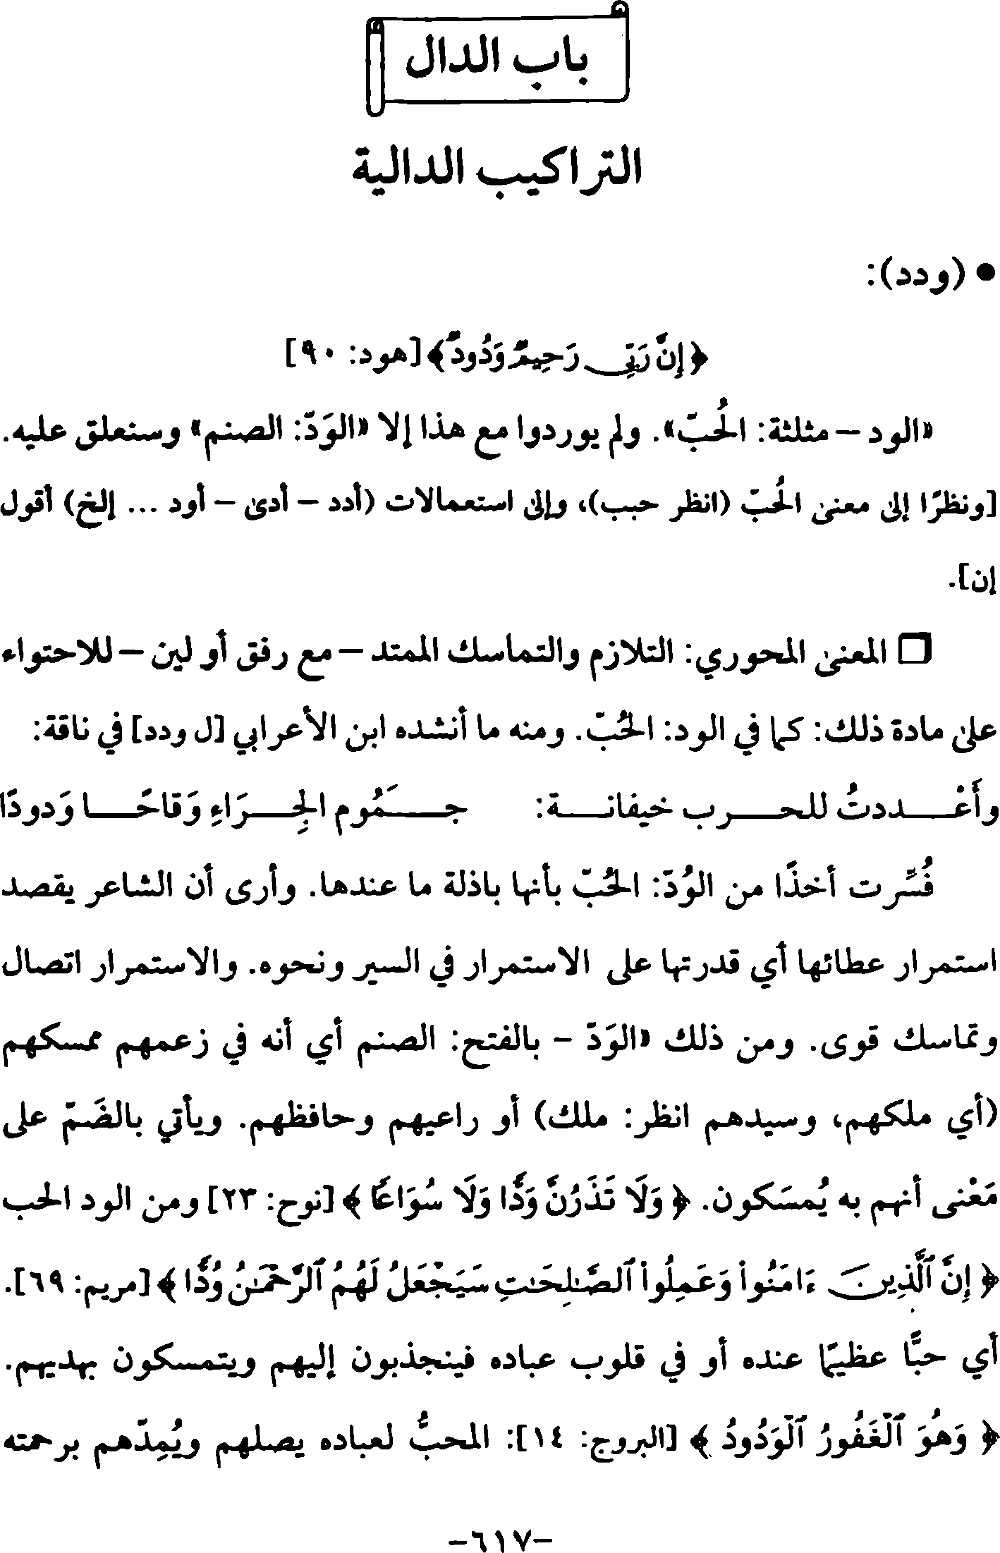 باب الدال
التراكيب الدالية
● (ودد):
﴿إِنَّ رَبِّي رَحِيمٌ وَدُودٌ﴾ [هود: ٩٠]
«الود – مثلثة: الحُبّ». ولم يوردوا مع هذا إلا «الوَدّ: الصنم» وسنعلق عليه.
[ونظرًا إلى معنى الحُبّ (انظر حبب)، وإلى استعمالات (أدد – أدى – أود ... إلخ) أقول
إن].
❒ المعنى المحوري: التلازم والتماسك الممتد – مع رفق أو لين – للاحتواء
على مادة ذلك: كما في الود: الحُبّ. ومنه ما أنشده ابن الأعرابي [ل ودد] في ناقة:
وأَعْـــددتُ للحـــرب خيفانـــة: جـــمُوم الجِـــرَاءِ وَقاحًـــا وَدودًا
فُسِّرت أخذًا من الوُدّ: الحُبّ بأنها باذلة ما عندها. وأرى أن الشاعر يقصد
استمرار عطائها أي قدرتها على الاستمرار في السير ونحوه. والاستمرار اتصال
وتماسك قوى. ومن ذلك «الوَدّ – بالفتح: الصنم أي أنه في زعمهم ممسكهم
(أي ملكهم، وسيدهم انظر: ملك) أو راعيهم وحافظهم. ويأتي بالضَمّ على
مَعْنى أنهم به يُمسَكون. ﴿ وَلَا تَذَرُنَّ وَدًّا وَلَا سُوَاعًا ﴾ [نوح: ٢٣] ومن الود الحب
﴿ إِنَّ ٱلَّذِينَ ءَامَنُواْ وَعَمِلُواْ ٱلصَّٰلِحَٰتِ سَيَجْعَلُ لَهُمُ ٱلرَّحْمَٰنُ وُدًّا ﴾ [مريم: ٦٩].
أي حبًّا عظيمًا عنده أو في قلوب عباده فينجذبون إليهم ويتمسكون بهديهم.
﴿ وَهُوَ ٱلْغَفُورُ ٱلْوَدُودُ ﴾ [البروج: ١٤]: المحبُّ لعباده يصلهم ويُمِدّهم برحمته
-٦١٧-